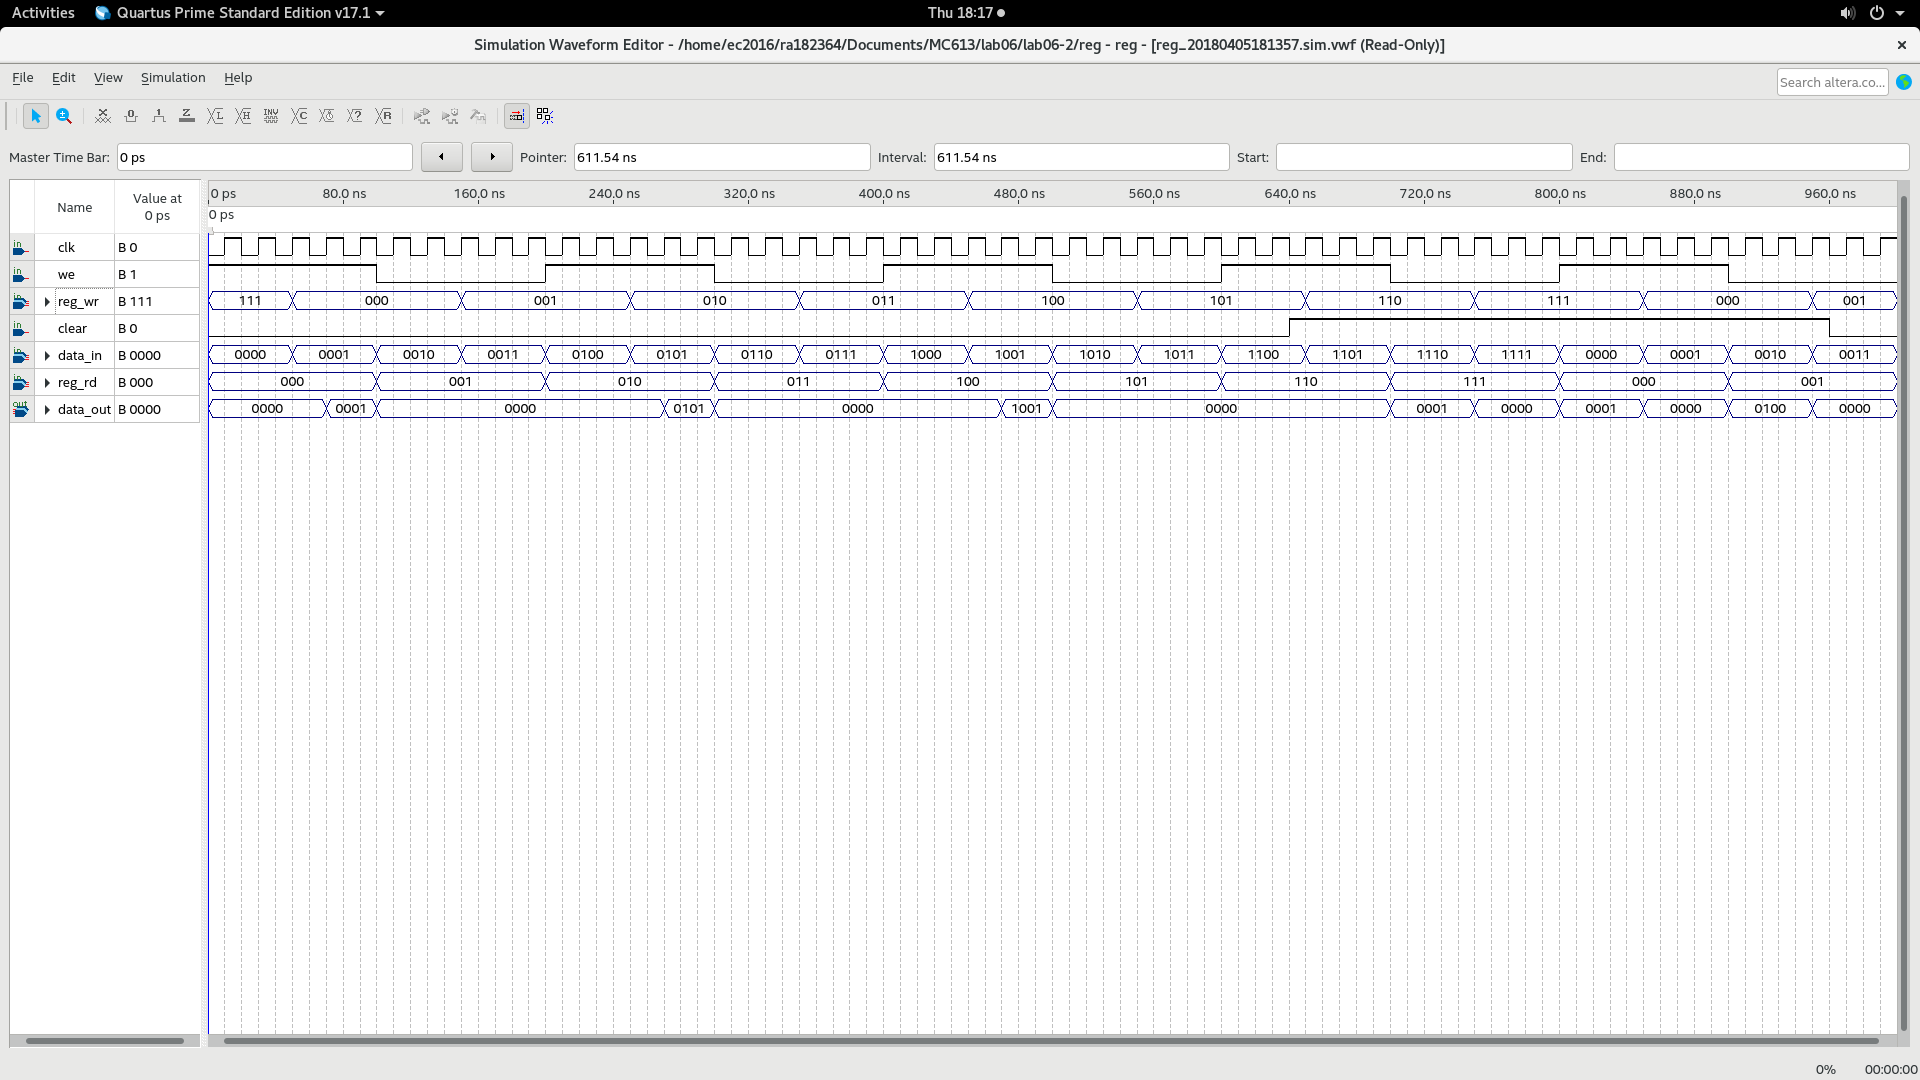 Activities Quartus Prime Standard Edition v17.1 Thu 18:17
Simulation Waveform Editor - /home/ec2016/ra182364/Documents/MC613/lab06/lab06-2/reg - reg - [reg_20180405181357.sim.vwf (Read-Only)]
File Edit View Simulation Help Search altera.co...
Master Time Bar: 0 ps Pointer: 611.54 ns Interval: 611.54 ns Start: End:
Name Value at 0 ps
0 ps 80.0 ns 160.0 ns 240.0 ns 320.0 ns 400.0 ns 480.0 ns 560.0 ns 640.0 ns 720.0 ns 800.0 ns 880.0 ns 960.0 ns
0 ps
in clk B 0
in we B 1
in reg_wr B 111 111 000 001 010 011 100 101 110 111 000 001
in clear B 0
in data_in B 0000 0000 0001 0010 0011 0100 0101 0110 0111 1000 1001 1010 1011 1100 1101 1110 1111 0000 0001 0010 0011
in reg_rd B 000 000 001 010 011 100 101 110 111 000 001
out data_out B 0000 0000 0001 0000 0101 0000 1001 0000 0001 0000 0001 0000 0100 0000
0% 00:00:00